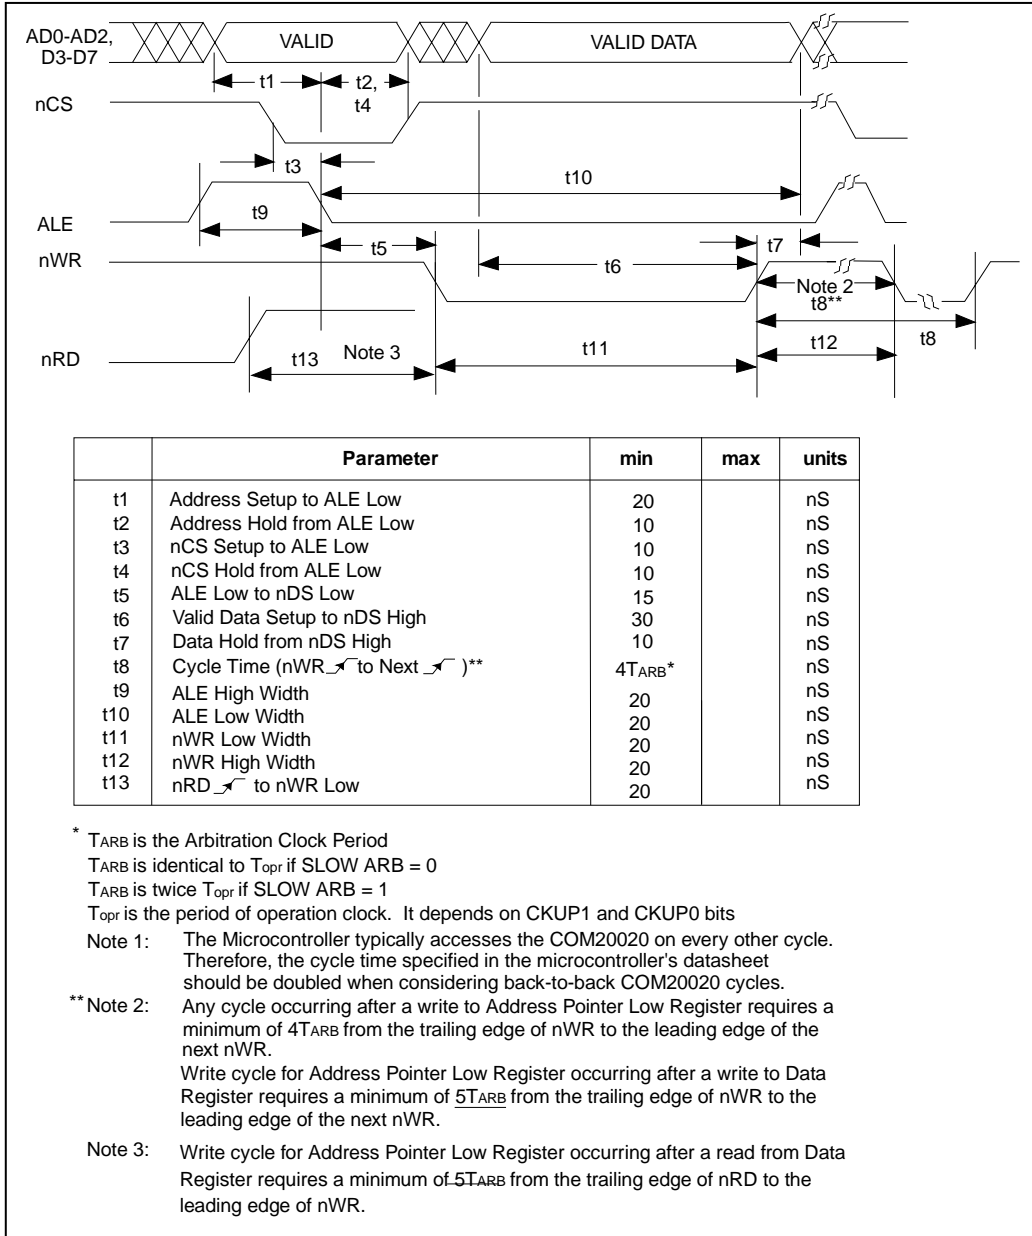 AD0-AD2,
D3-D7
VALID
VALID DATA
t1
t2,
t4
nCS
t3
t10
ALE
t9
nWR
t5
t6
t7
Note 2
t8**
t8
nRD
t13
Note 3
t11
t12
Parameter min max units
t1 Address Setup to ALE Low 20 nS
t2 Address Hold from ALE Low 10 nS
t3 nCS Setup to ALE Low 10 nS
t4 nCS Hold from ALE Low 10 nS
t5 ALE Low to nDS Low 15 nS
t6 Valid Data Setup to nDS High 30 nS
t7 Data Hold from nDS High 10 nS
t8 Cycle Time (nWR to Next )** 4TARB* nS
t9 ALE High Width 20 nS
t10 ALE Low Width 20 nS
t11 nWR Low Width 20 nS
t12 nWR High Width 20 nS
t13 nRD to nWR Low 20 nS
* TARB is the Arbitration Clock Period
TARB is identical to Topr if SLOW ARB = 0
TARB is twice Topr if SLOW ARB = 1
Topr is the period of operation clock. It depends on CKUP1 and CKUP0 bits
Note 1: The Microcontroller typically accesses the COM20020 on every other cycle.
Therefore, the cycle time specified in the microcontroller's datasheet
should be doubled when considering back-to-back COM20020 cycles.
** Note 2: Any cycle occurring after a write to Address Pointer Low Register requires a
minimum of 4TARB from the trailing edge of nWR to the leading edge of the
next nWR.
Write cycle for Address Pointer Low Register occurring after a write to Data
Register requires a minimum of 5TARB from the trailing edge of nWR to the
leading edge of the next nWR.
Note 3: Write cycle for Address Pointer Low Register occurring after a read from Data
Register requires a minimum of 5TARB from the trailing edge of nRD to the
leading edge of nWR.